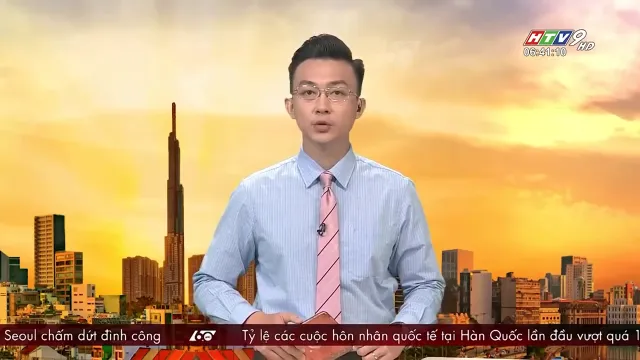 HTV9 HD
06:41:10
Seoul chấm dứt đình công
Tỷ lệ các cuộc hôn nhân quốc tế tại Hàn Quốc lần đầu vượt quá 1